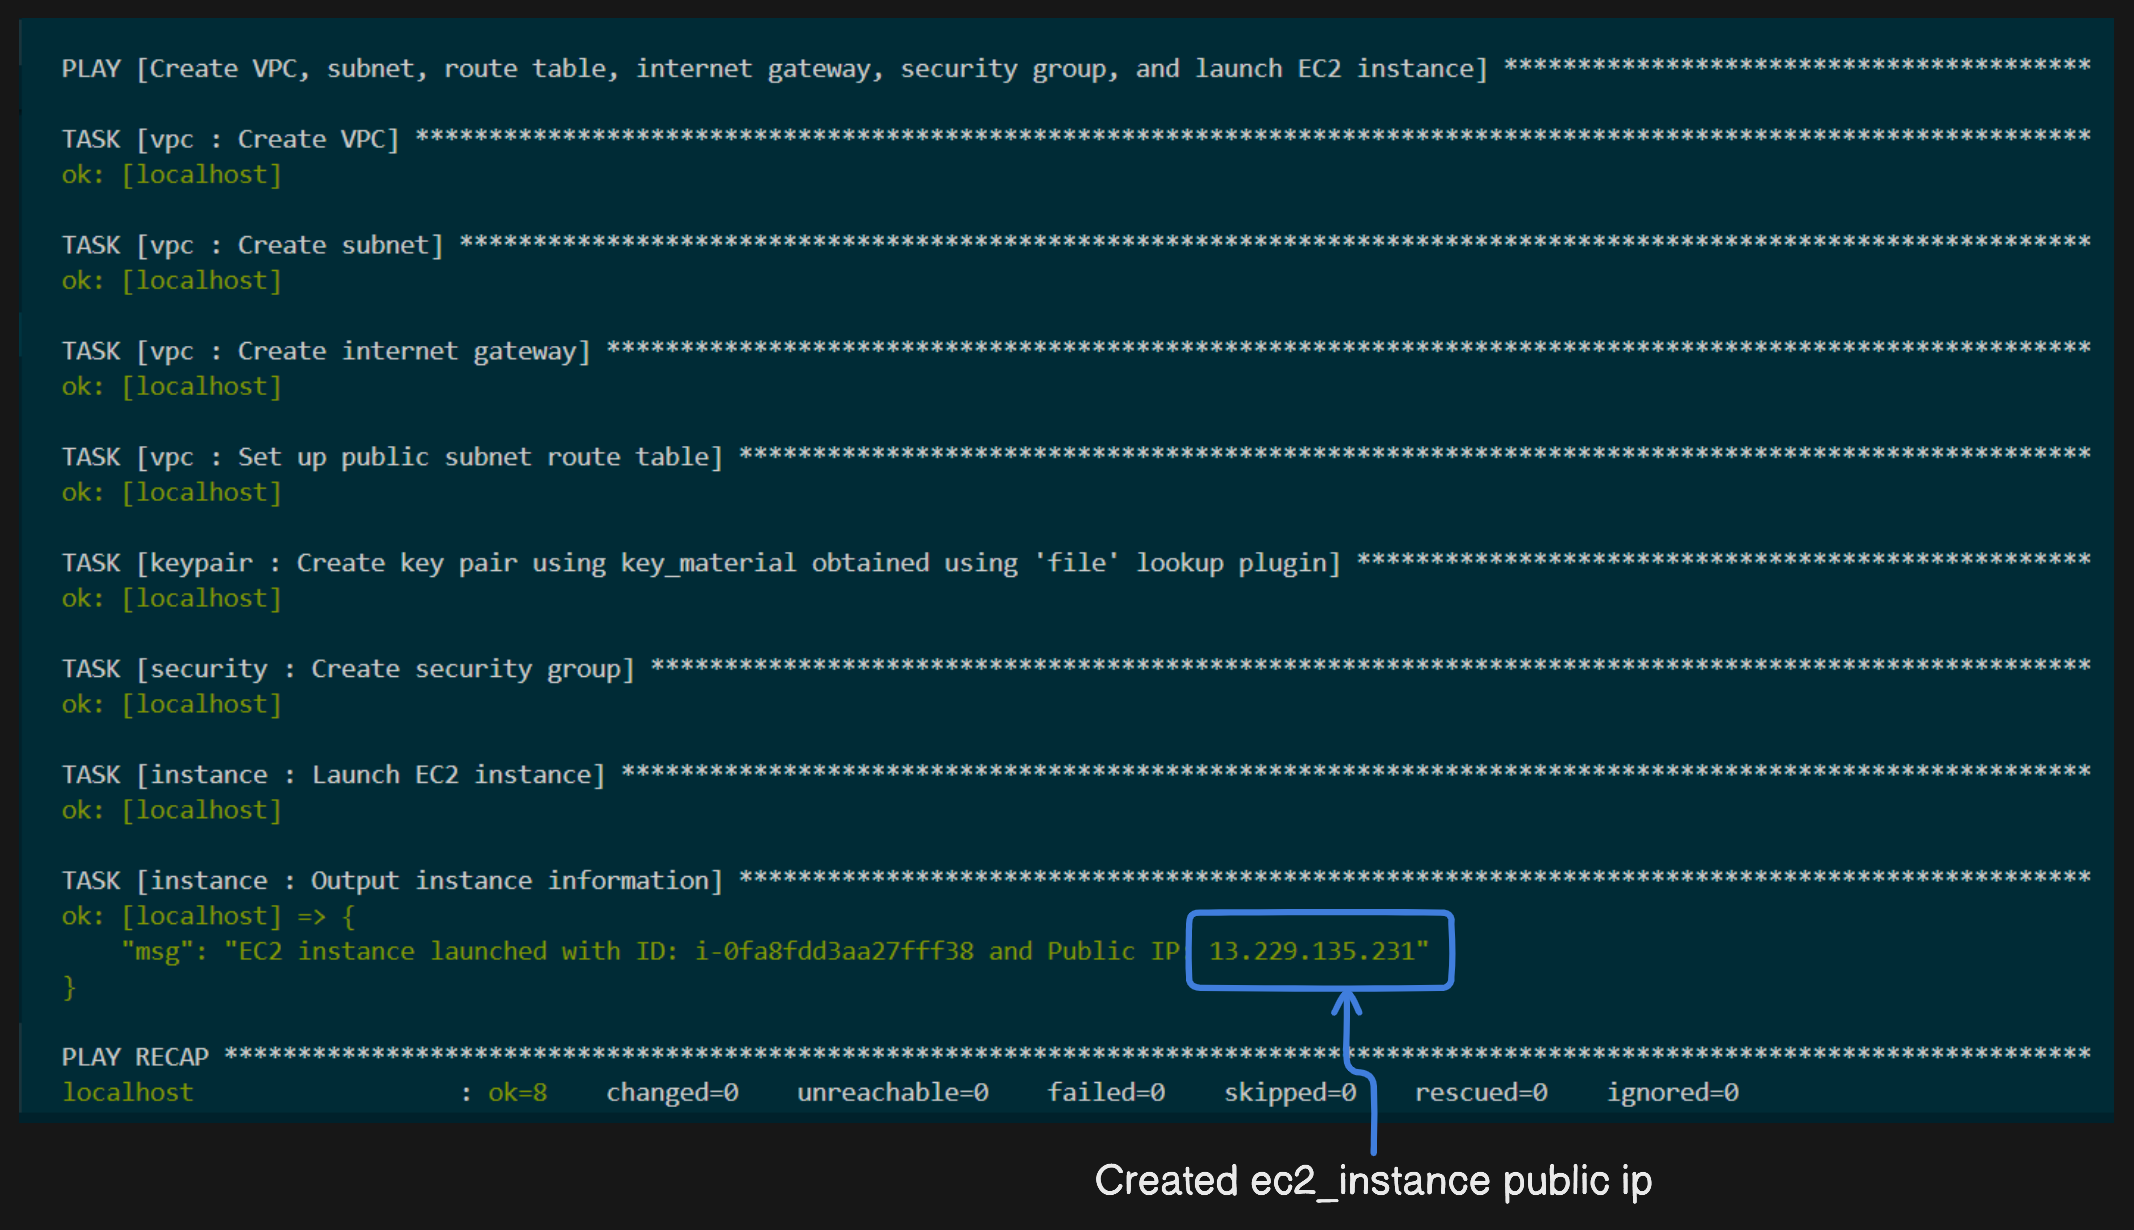 PLAY [Create VPC, subnet, route table, internet gateway, security group, and launch EC2 instance] ****************************************
TASK [vpc : Create VPC] ******************************************************************************************************************
ok: [localhost]
TASK [vpc : Create subnet] ***************************************************************************************************************
ok: [localhost]
TASK [vpc : Create internet gateway] *****************************************************************************************************
ok: [localhost]
TASK [vpc : Set up public subnet route table] ********************************************************************************************
ok: [localhost]
TASK [keypair : Create key pair using key_material obtained using 'file' lookup plugin] **************************************************
ok: [localhost]
TASK [security : Create security group] **************************************************************************************************
ok: [localhost]
TASK [instance : Launch EC2 instance] ****************************************************************************************************
ok: [localhost]
TASK [instance : Output instance information] ********************************************************************************************
ok: [localhost] => {
    "msg": "EC2 instance launched with ID: i-0fa8fdd3aa27fff38 and Public IP: 13.229.135.231"
}
PLAY RECAP *******************************************************************************************************************************
localhost                  : ok=8    changed=0    unreachable=0    failed=0    skipped=0    rescued=0    ignored=0
Created ec2_instance public ip